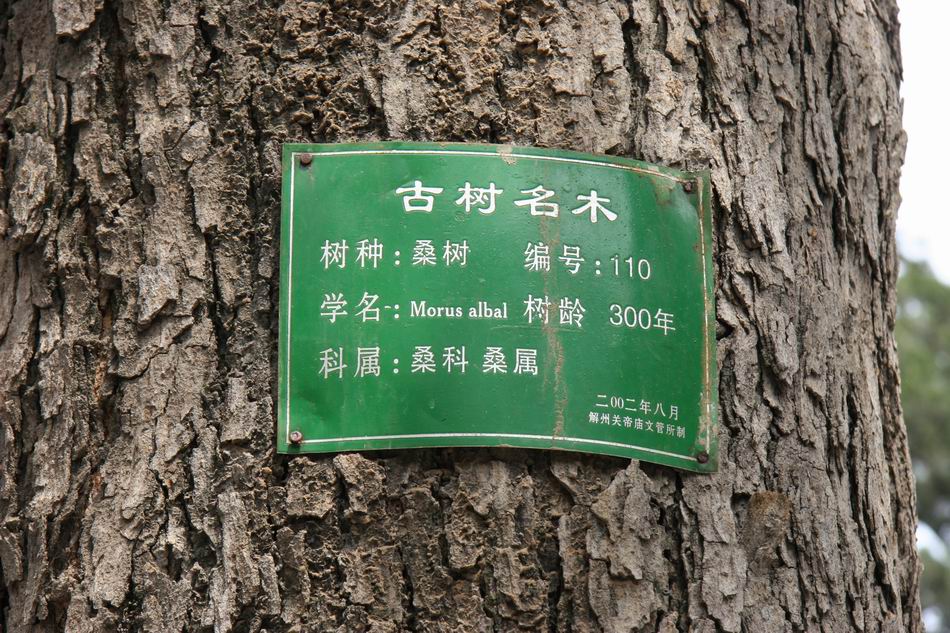 古树名木
树种：桑树 编号：110
学名：Morus albal 树龄 300年
科属：桑科 桑属
二00二年八月
解州关帝庙文管所制